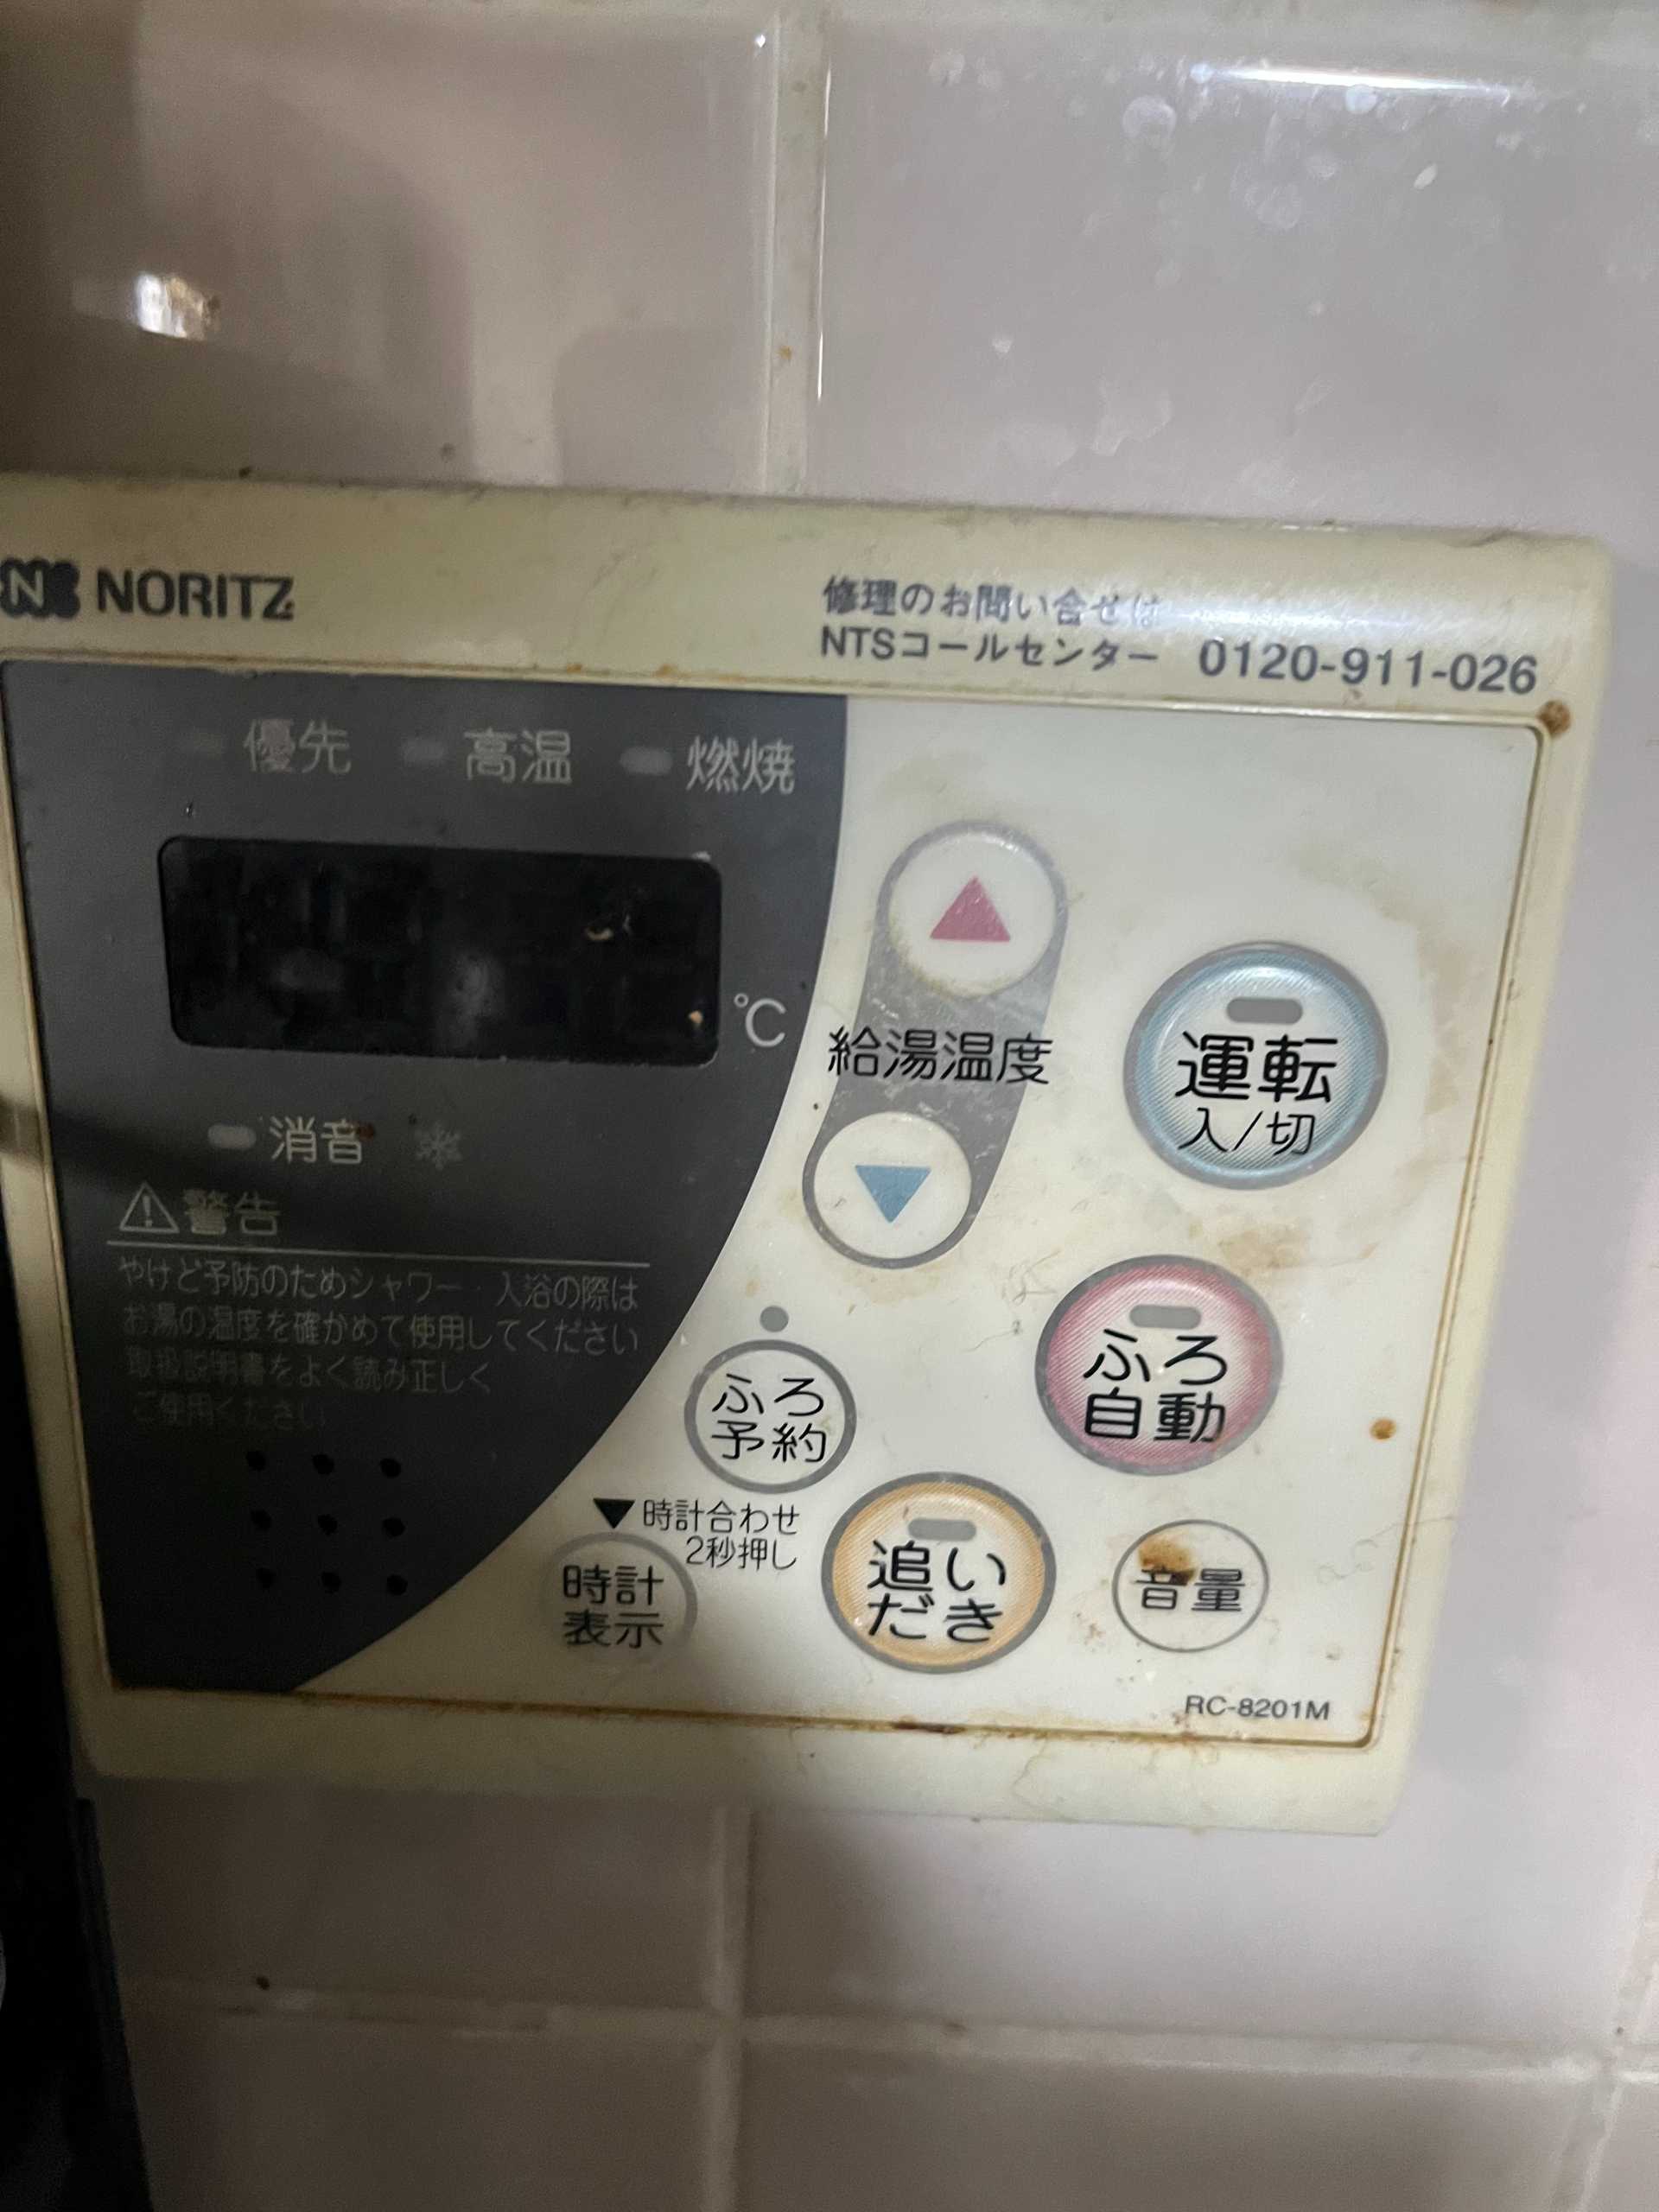 NORITZ
修理のお問い合せは
NTSコールセンター 0120-911-026
優先 高温 燃焼
℃
給湯温度
運転
入/切
消音
警告
やけど予防のためシャワー・入浴の際は
お湯の温度を確かめて使用してください
取扱説明書をよく読み正しく
ご使用ください
ふろ
自動
ふろ
予約
▼時計合わせ
2秒押し
時計
表示
追い
だき
音量
RC-8201M